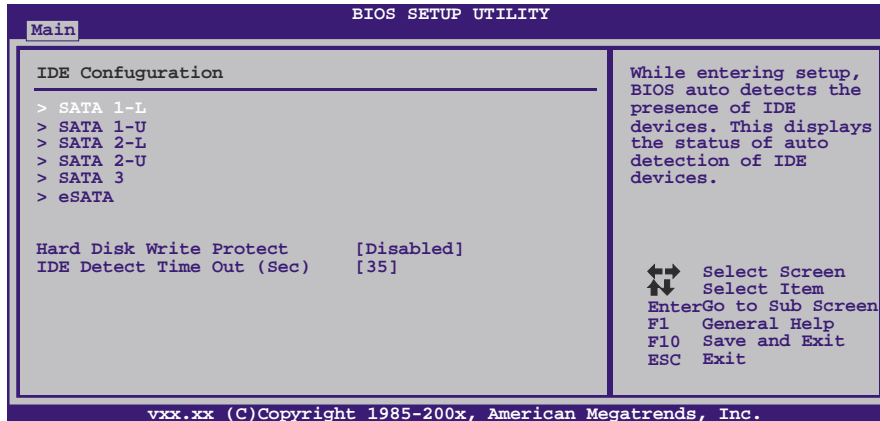 BIOS SETUP UTILITY
Main
IDE Confuguration
> SATA 1-L
> SATA 1-U
> SATA 2-L
> SATA 2-U
> SATA 3
> eSATA
Hard Disk Write Protect [Disabled]
IDE Detect Time Out (Sec) [35]
While entering setup,
BIOS auto detects the
presence of IDE
devices. This displays
the status of auto
detection of IDE
devices.
Select Screen
Select Item
EnterGo to Sub Screen
F1 General Help
F10 Save and Exit
ESC Exit
vxx.xx (C)Copyright 1985-200x, American Megatrends, Inc.